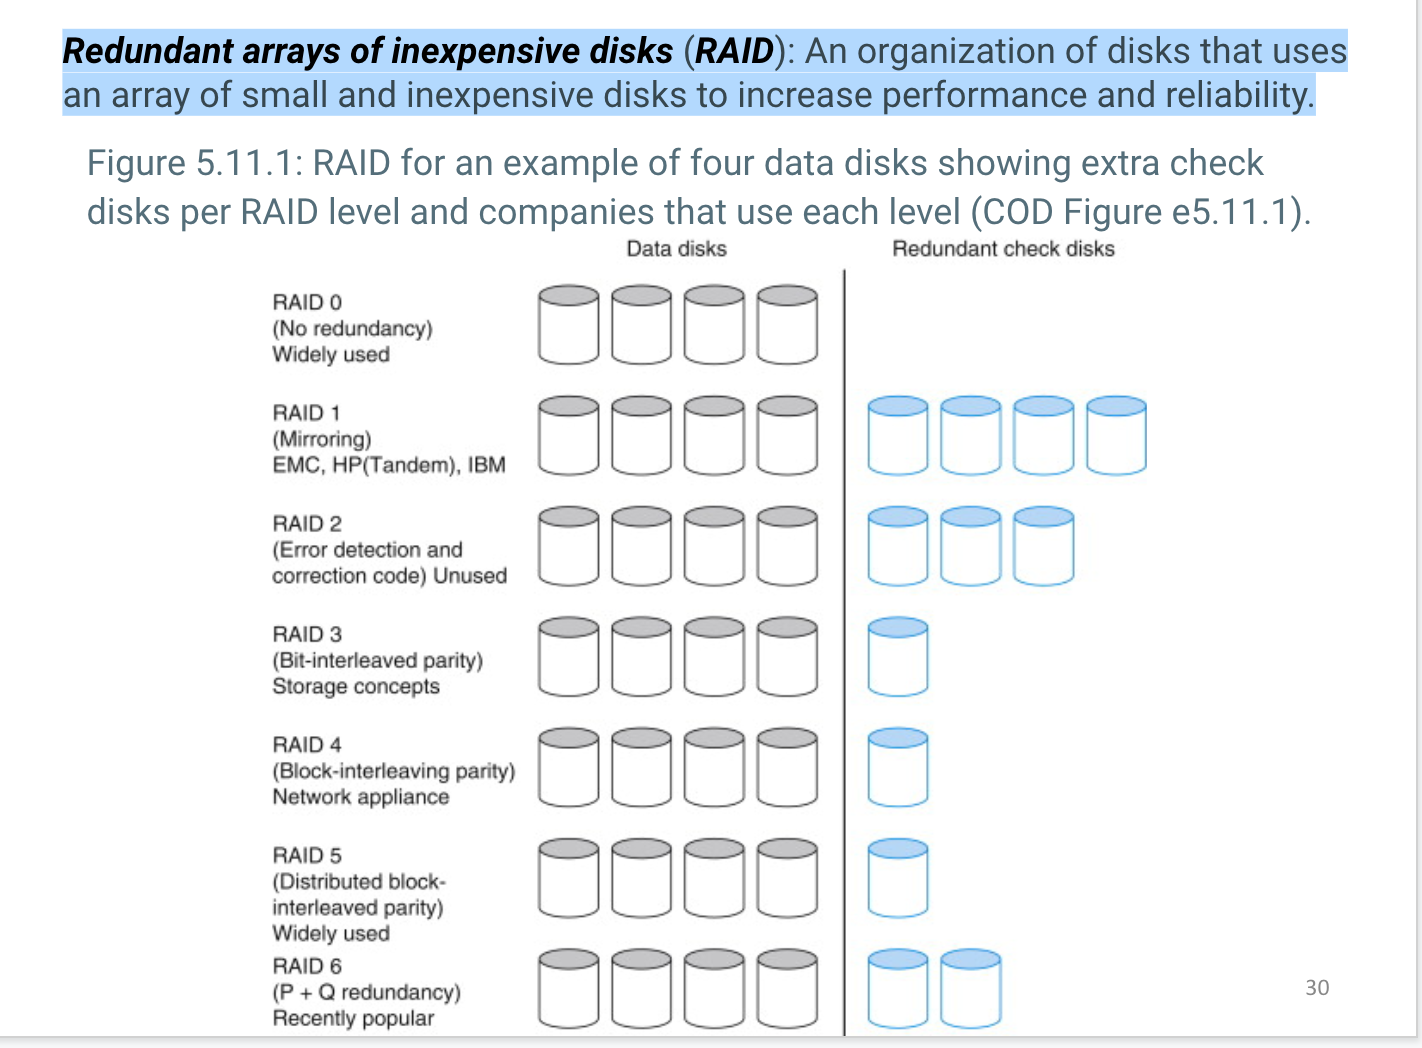 Redundant arrays of inexpensive disks (RAID): An organization of disks that uses
an array of small and inexpensive disks to increase performance and reliability.
Figure 5.11.1: RAID for an example of four data disks showing extra check
disks per RAID level and companies that use each level (COD Figure e5.11.1).
Data disks
Redundant check disks
RAID 0
(No redundancy)
Widely used
RAID 1
(Mirroring)
EMC, HP(Tandem), IBM
RAID 2
(Error detection and
correction code) Unused
RAID 3
(Bit-interleaved parity)
Storage concepts
RAID 4
(Block-interleaving parity)
Network appliance
RAID 5
(Distributed block-
interleaved parity)
Widely used
RAID 6
(P + Q redundancy)
Recently popular
30